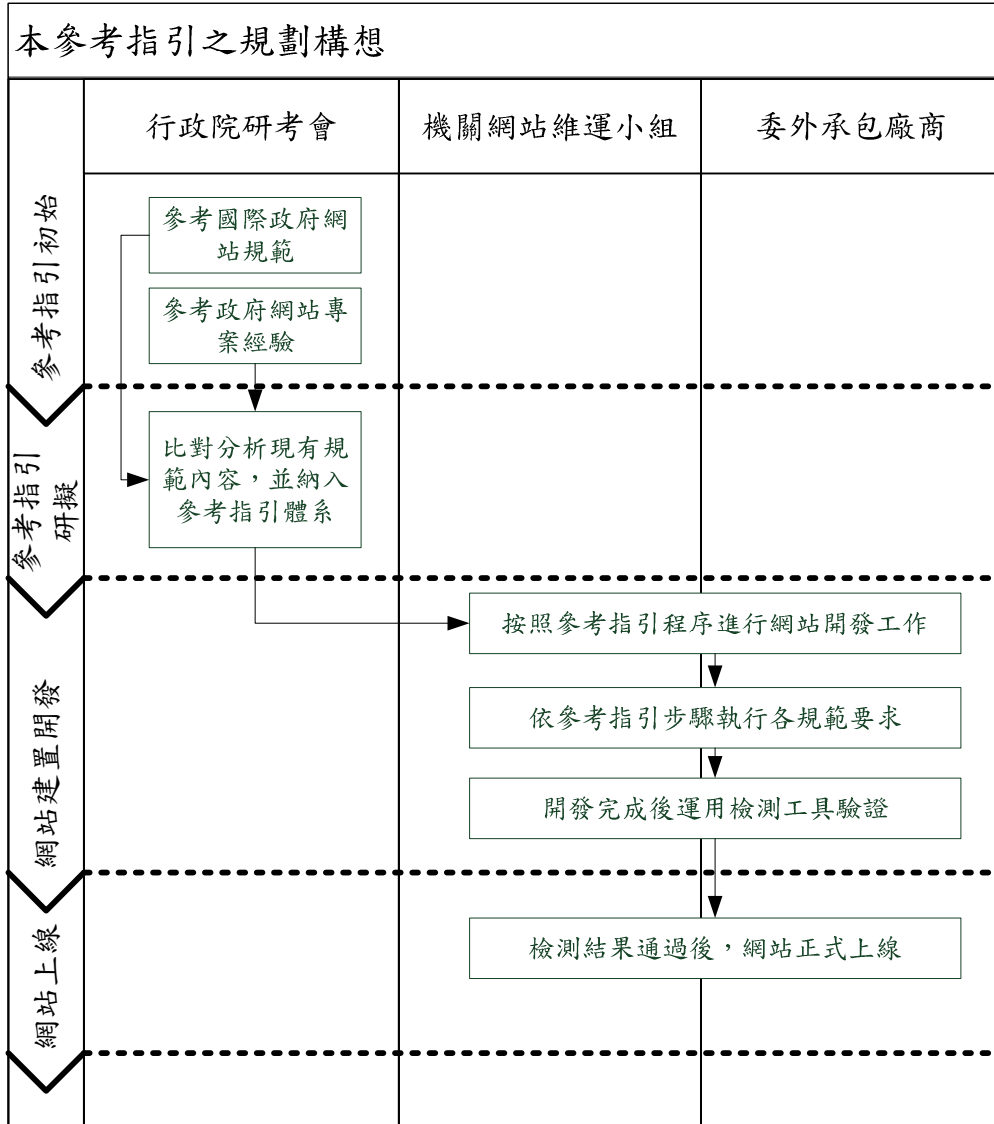 本參考指引之規劃構想
行政院研考會
機關網站維運小組
委外承包廠商
參考指引初始
參考國際政府網
站規範
參考政府網站專
案經驗
參考指引
研擬
比對分析現有規
範內容，並納入
參考指引體系
網站建置開發
按照參考指引程序進行網站開發工作
依參考指引步驟執行各規範要求
開發完成後運用檢測工具驗證
網站上線
檢測結果通過後，網站正式上線